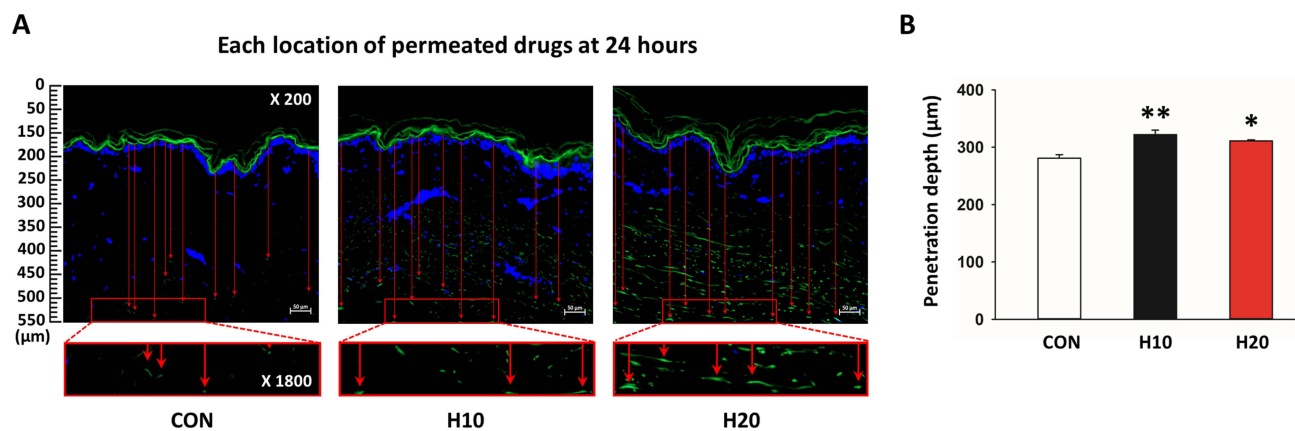 A
Each location of permeated drugs at 24 hours
0
50
100
150
200
250
300
350
400
450
500
550
(μm)
X 200
50 μm
50 μm
50 μm
X 1800
CON
H10
H20
B
Penetration depth (μm)
400
300
200
100
0
**
*
CON
H10
H20